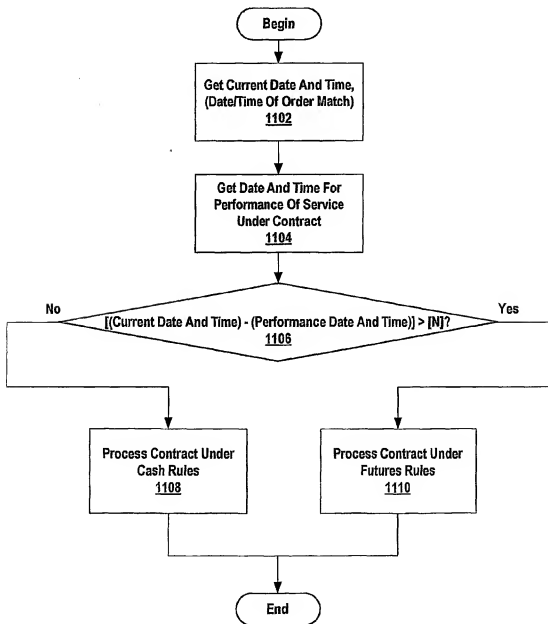 Begin
Get Current Date And Time,
(Date/Time Of Order Match)
1102
Get Date And Time For
Performance Of Service
Under Contract
1104
No
Yes
[(Current Date And Time) - (Performance Date And Time)] > [N]?
1106
Process Contract Under
Cash Rules
1108
Process Contract Under
Futures Rules
1110
End